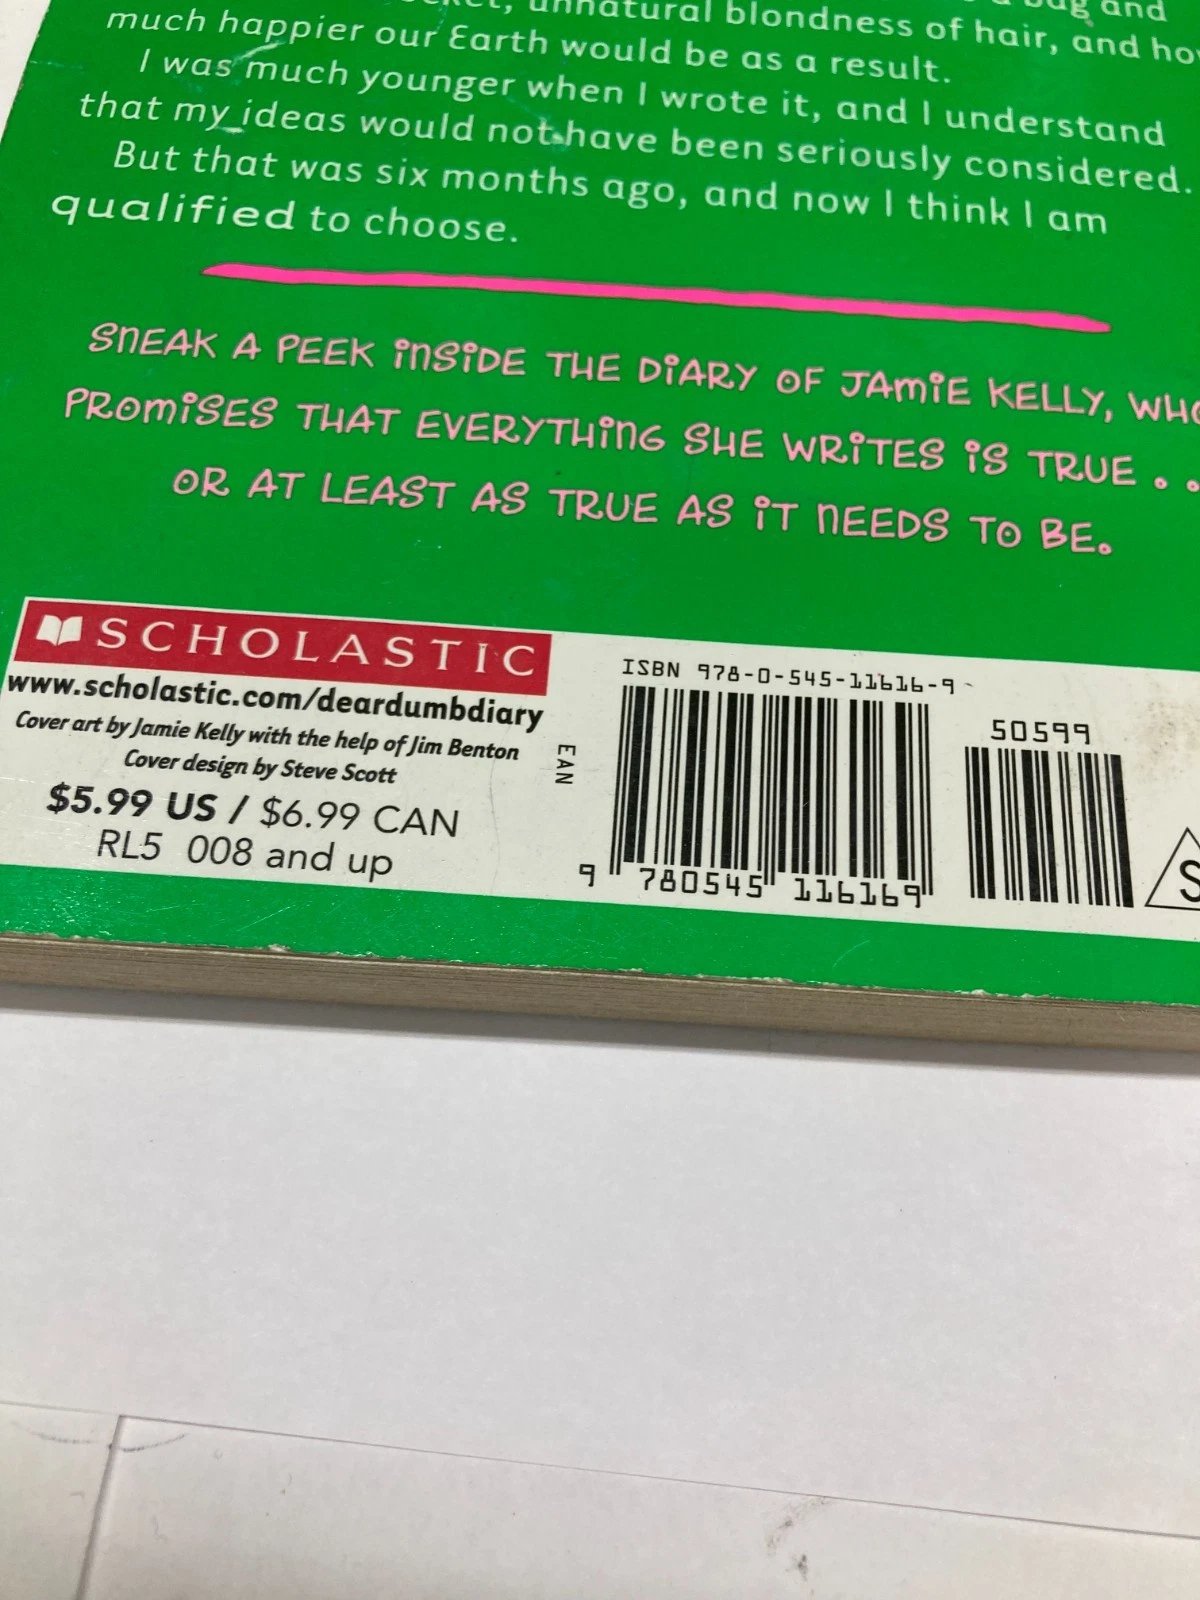 unnatural blondness of hair, and
much happier our Earth would be as a result.
I was much younger when I wrote it, and I understand
that my ideas would not have been seriously considered.
But that was six months ago, and now I think I am
qualified to choose.
SNEAK A PEEK INSIDE THE DIARY OF JAMIE KELLY, WHO
PROMISES THAT EVERYTHING SHE WRITES IS TRUE . . .
OR AT LEAST AS TRUE AS IT NEEDS TO BE.
SCHOLASTIC
www.scholastic.com/deardumbdiary
Cover art by Jamie Kelly with the help of Jim Benton
Cover design by Steve Scott
$5.99 US / $6.99 CAN
RL5 008 and up
EAN
ISBN 978-0-545-11616-9
50599
9 780545 116169
S